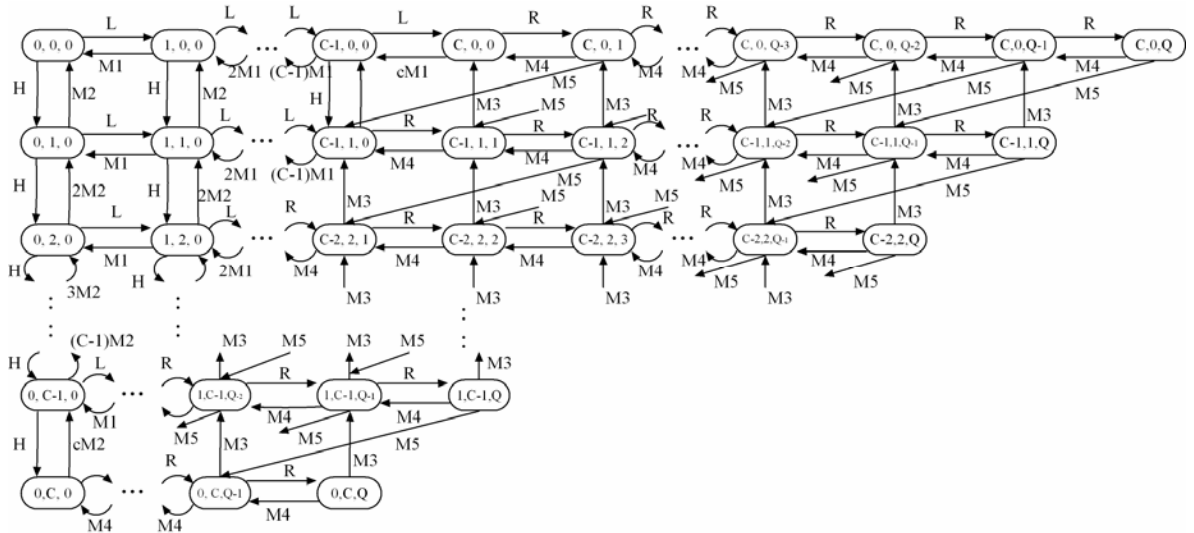 L L L R R R R R R
0, 0, 0 1, 0, 0 ... C-1, 0, 0 C, 0, 0 C, 0, 1 ... C, 0, Q-3 C, 0, Q-2 C, 0,Q-1 C, 0,Q
M1 2M1 (C-1)M1 cM1 M4 M4 M4 M4 M4 M4
H M2 H M2 H M5 M3 M5 M3 M3 M5 M3 M5 M3 M3 M5
L L L R R R R R R
0, 1, 0 1, 1, 0 ... C-1, 1, 0 C-1, 1, 1 C-1, 1, 2 ... C-1,1,Q-2 C-1,1,Q-1 C-1,1,Q
M1 2M1 (C-1)M1 M4 M4 M4 M4 M4 M4
H 2M2 H 2M2 M3 M3 M5 M3 M5 M5 M3 M5 M3 M5
L L R R R R R R
0, 2, 0 1, 2, 0 ... C-2, 2, 1 C-2, 2, 2 C-2, 2, 3 ... C-2,2,Q-1 C-2,2,Q
M1 2M1 M4 M4 M4 M4 M4 M4
H 3M2 H M3 M3 M3 M5 M3 M5
(C-1)M2 M3 M5 M3 M5 M3
H L R R R
0, C-1, 0 ... 1,C-1,Q-2 1,C-1,Q-1 1,C-1,Q
M1 M4 M4
H cM2 M5 M3 M5 M3 M5
R R
0,C, 0 ... 0, C,Q-1 0,C,Q
M4 M4 M4